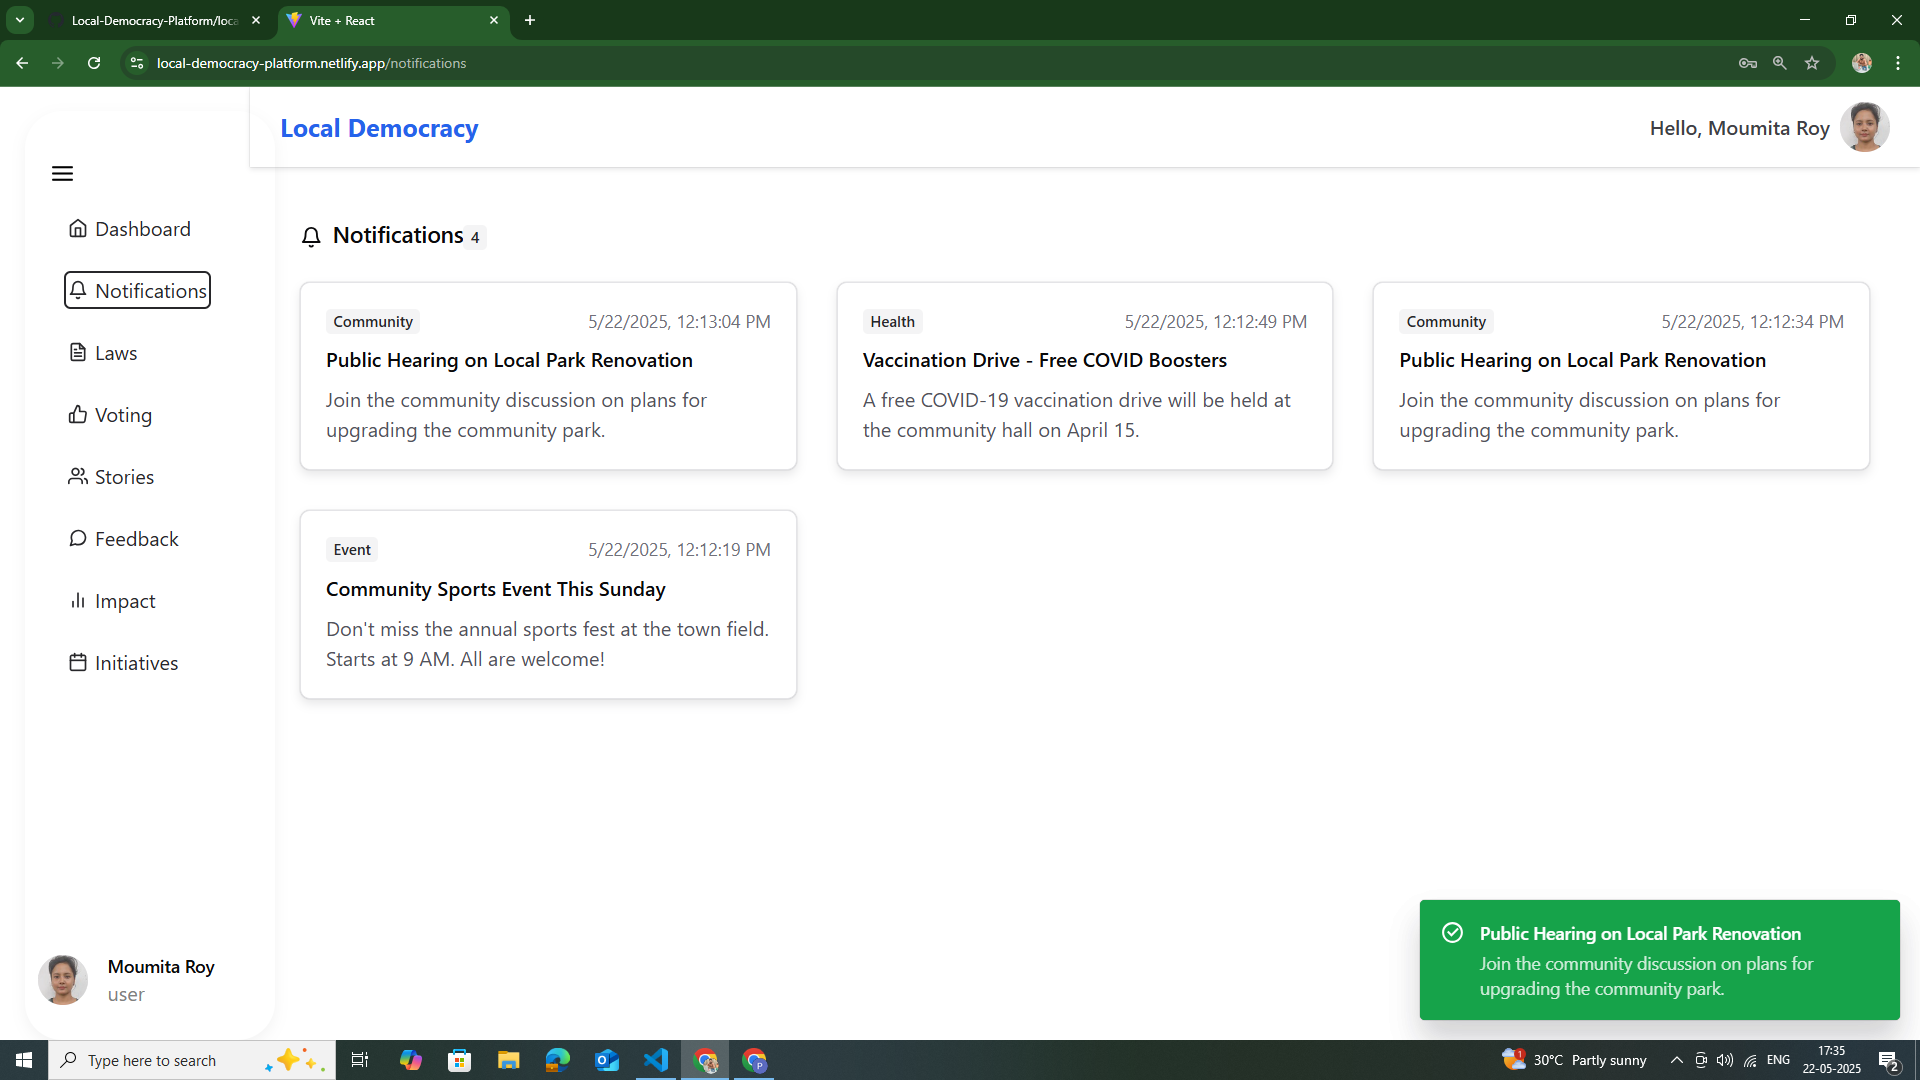 Local-Democracy-Platform/loca
Vite + React
local-democracy-platform.netlify.app/notifications
Local Democracy
Hello, Moumita Roy
Dashboard
Notifications
Laws
Voting
Stories
Feedback
Impact
Initiatives
Moumita Roy
user
Notifications 4
Community 5/22/2025, 12:13:04 PM
Public Hearing on Local Park Renovation
Join the community discussion on plans for
upgrading the community park.
Health 5/22/2025, 12:12:49 PM
Vaccination Drive - Free COVID Boosters
A free COVID-19 vaccination drive will be held at
the community hall on April 15.
Community 5/22/2025, 12:12:34 PM
Public Hearing on Local Park Renovation
Join the community discussion on plans for
upgrading the community park.
Event 5/22/2025, 12:12:19 PM
Community Sports Event This Sunday
Don't miss the annual sports fest at the town field.
Starts at 9 AM. All are welcome!
Public Hearing on Local Park Renovation
Join the community discussion on plans for
upgrading the community park.
Type here to search
P
1
30°C Partly sunny
ENG
17:35
22-05-2025
2